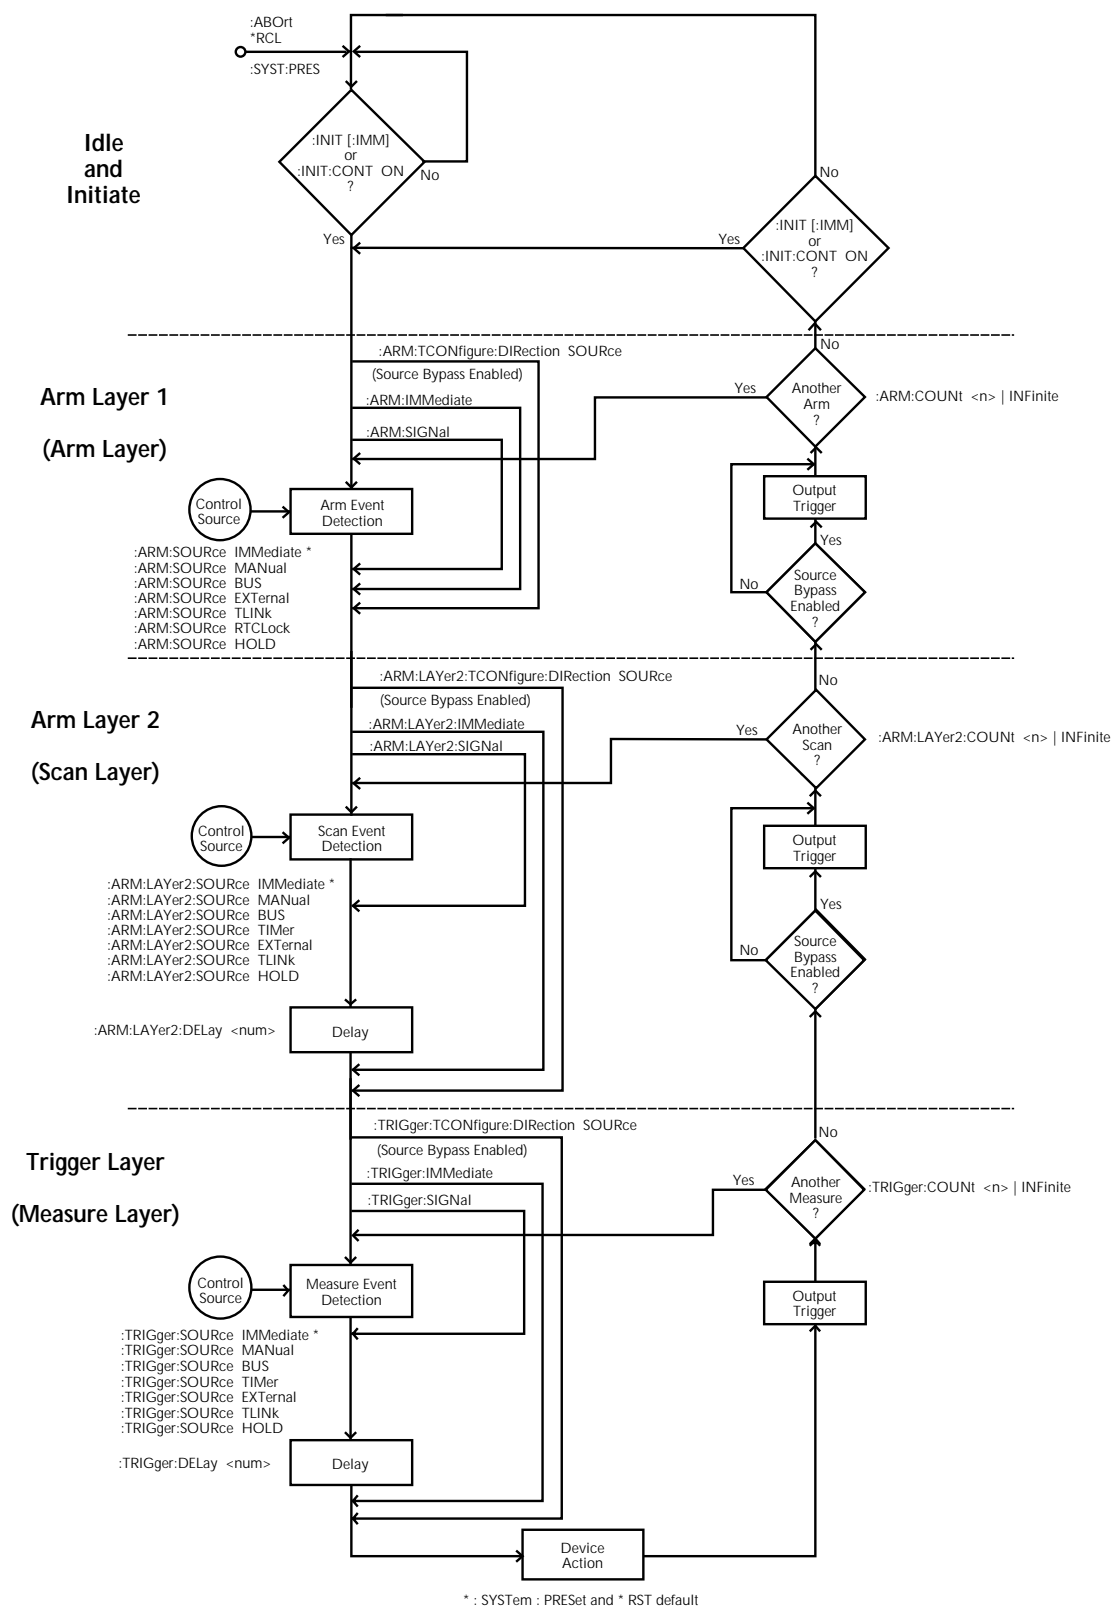 :ABOrt
*RCL
:SYST:PRES
Idle
and
Initiate
:INIT [:IMM]
or
:INIT:CONT ON
?
No
Yes
No
:INIT [:IMM]
or
:INIT:CONT ON
?
Yes
No
Arm Layer 1
(Arm Layer)
:ARM:TCONfigure:DIRection SOURce
(Source Bypass Enabled)
:ARM:IMMediate
:ARM:SIGNal
Yes
Another
Arm
?
:ARM:COUNt <n> | INFinite
Control
Source
Arm Event
Detection
Output
Trigger
:ARM:SOURce IMMediate *
:ARM:SOURce MANual
:ARM:SOURce BUS
:ARM:SOURce EXTernal
:ARM:SOURce TLINk
:ARM:SOURce RTCLock
:ARM:SOURce HOLD
Yes
No
Source
Bypass
Enabled
?
No
Arm Layer 2
(Scan Layer)
:ARM:LAYer2:TCONfigure:DIRection SOURce
(Source Bypass Enabled)
:ARM:LAYer2:IMMediate
:ARM:LAYer2:SIGNal
Yes
Another
Scan
?
:ARM:LAYer2:COUNt <n> | INFinite
Control
Source
Scan Event
Detection
Output
Trigger
:ARM:LAYer2:SOURce IMMediate *
:ARM:LAYer2:SOURce MANual
:ARM:LAYer2:SOURce BUS
:ARM:LAYer2:SOURce TIMer
:ARM:LAYer2:SOURce EXTernal
:ARM:LAYer2:SOURce TLINk
:ARM:LAYer2:SOURce HOLD
Yes
No
Source
Bypass
Enabled
?
:ARM:LAYer2:DELay <num>
Delay
Trigger Layer
(Measure Layer)
:TRIGger:TCONfigure:DIRection SOURce
(Source Bypass Enabled)
:TRIGger:IMMediate
:TRIGger:SIGNal
No
Yes
Another
Measure
?
:TRIGger:COUNt <n> | INFinite
Control
Source
Measure Event
Detection
Output
Trigger
:TRIGger:SOURce IMMediate *
:TRIGger:SOURce MANual
:TRIGger:SOURce BUS
:TRIGger:SOURce TIMer
:TRIGger:SOURce EXTernal
:TRIGger:SOURce TLINk
:TRIGger:SOURce HOLD
:TRIGger:DELay <num>
Delay
Device
Action
* : SYSTem : PRESet and * RST default